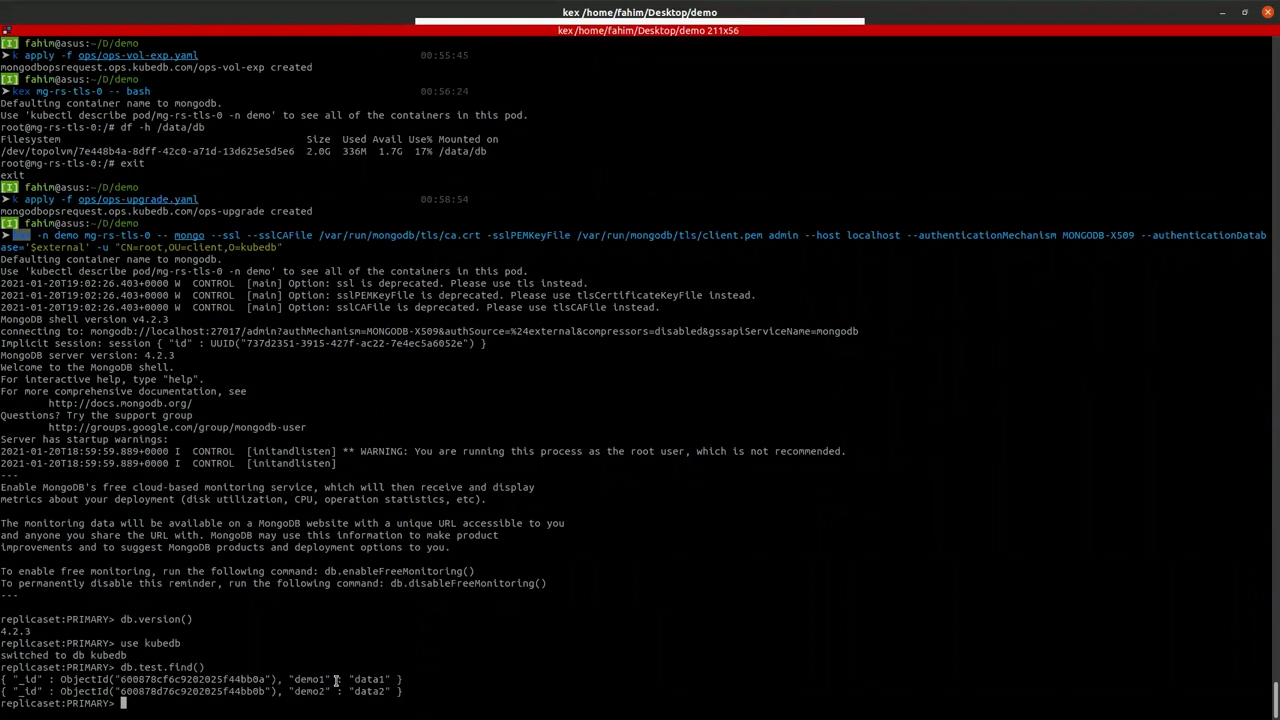 kex /home/fahim/Desktop/demo
kex /home/fahim/Desktop/demo 211x56
[I] fahim@asus:~/D/demo
➤ k apply -f ops/ops-vol-exp.yaml 00:55:45
mongodbopsrequest.ops.kubedb.com/ops-vol-exp created
[I] fahim@asus:~/D/demo
➤ kex mg-rs-tls-0 -- bash 00:56:24
Defaulting container name to mongodb.
Use 'kubectl describe pod/mg-rs-tls-0 -n demo' to see all of the containers in this pod.
root@mg-rs-tls-0:/# df -h /data/db
Filesystem Size Used Avail Use% Mounted on
/dev/topolvm/7e448b4a-8dff-42c0-a71d-13d625e5d5e6 2.0G 336M 1.7G 17% /data/db
root@mg-rs-tls-0:/# exit
exit
[I] fahim@asus:~/D/demo
➤ k apply -f ops/ops-upgrade.yaml 00:58:54
mongodbopsrequest.ops.kubedb.com/ops-upgrade created
[I] fahim@asus:~/D/demo
➤ -n demo mg-rs-tls-0 -- mongo --ssl --sslCAFile /var/run/mongodb/tls/ca.crt -sslPEMKeyFile /var/run/mongodb/tls/client.pem admin --host localhost --authenticationMechanism MONGODB-X509 --authenticationDatab
ase='$external' -u "CN=root,OU=client,O=kubedb"
Defaulting container name to mongodb.
Use 'kubectl describe pod/mg-rs-tls-0 -n demo' to see all of the containers in this pod.
2021-01-20T19:02:26.403+0000 W CONTROL [main] Option: ssl is deprecated. Please use tls instead.
2021-01-20T19:02:26.403+0000 W CONTROL [main] Option: sslPEMKeyFile is deprecated. Please use tlsCertificateKeyFile instead.
2021-01-20T19:02:26.403+0000 W CONTROL [main] Option: sslCAFile is deprecated. Please use tlsCAFile instead.
MongoDB shell version v4.2.3
connecting to: mongodb://localhost:27017/admin?authMechanism=MONGODB-X509&authSource=%24external&compressors=disabled&gssapiServiceName=mongodb
Implicit session: session { "id" : UUID("737d2351-3915-427f-ac22-7e4ec5a6052e") }
MongoDB server version: 4.2.3
Welcome to the MongoDB shell.
For interactive help, type "help".
For more comprehensive documentation, see
http://docs.mongodb.org/
Questions? Try the support group
http://groups.google.com/group/mongodb-user
Server has startup warnings:
2021-01-20T18:59:59.889+0000 I CONTROL [initandlisten] ** WARNING: You are running this process as the root user, which is not recommended.
2021-01-20T18:59:59.889+0000 I CONTROL [initandlisten]
---
Enable MongoDB's free cloud-based monitoring service, which will then receive and display
metrics about your deployment (disk utilization, CPU, operation statistics, etc).
The monitoring data will be available on a MongoDB website with a unique URL accessible to you
and anyone you share the URL with. MongoDB may use this information to make product
improvements and to suggest MongoDB products and deployment options to you.
To enable free monitoring, run the following command: db.enableFreeMonitoring()
To permanently disable this reminder, run the following command: db.disableFreeMonitoring()
---
replicaset:PRIMARY> db.version()
4.2.3
replicaset:PRIMARY> use kubedb
switched to db kubedb
replicaset:PRIMARY> db.test.find()
{ "_id" : ObjectId("600878cf6c9202025f44bb0a"), "demo1" : "data1" }
{ "_id" : ObjectId("600878d76c9202025f44bb0b"), "demo2" : "data2" }
replicaset:PRIMARY>